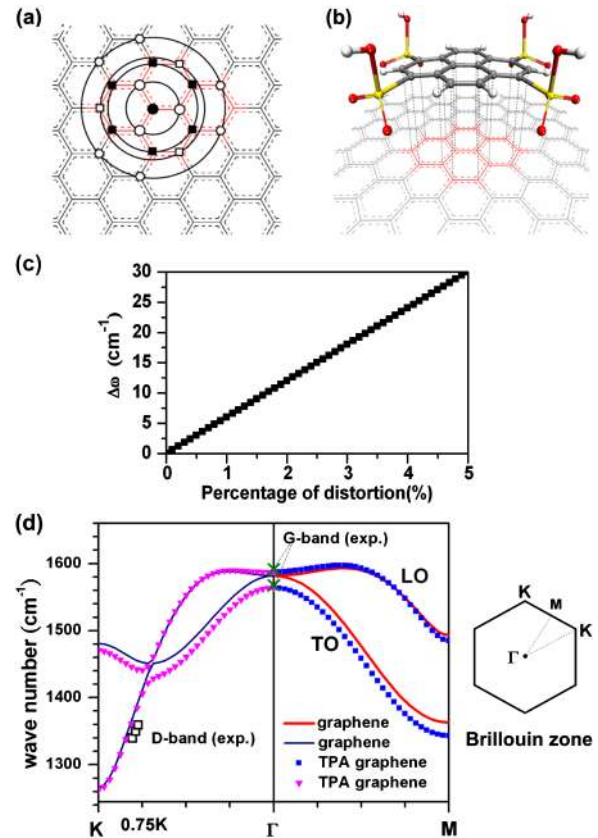 (a)
(b)
(c)
30
25
20
15
10
5
0
Δω (cm⁻¹)
0 1 2 3 4 5
Percentage of distortion(%)
(d)
1600
1500
1400
1300
wave number (cm⁻¹)
G-band (exp.)
LO
TO
D-band (exp.)
graphene
graphene
TPA graphene
TPA graphene
K 0.75K Γ M
K
M
K
Γ
Brillouin zone